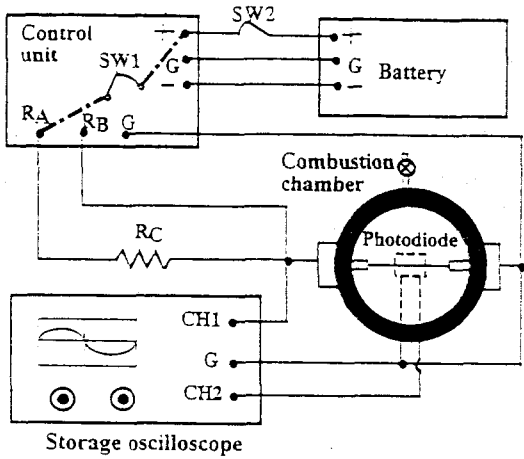 Control
unit
SW1
SW2
+
G
−
+
G
−
Battery
RA
RB
G
Combustion
chamber
Photodiode
RC
CH1
G
CH2
Storage oscilloscope